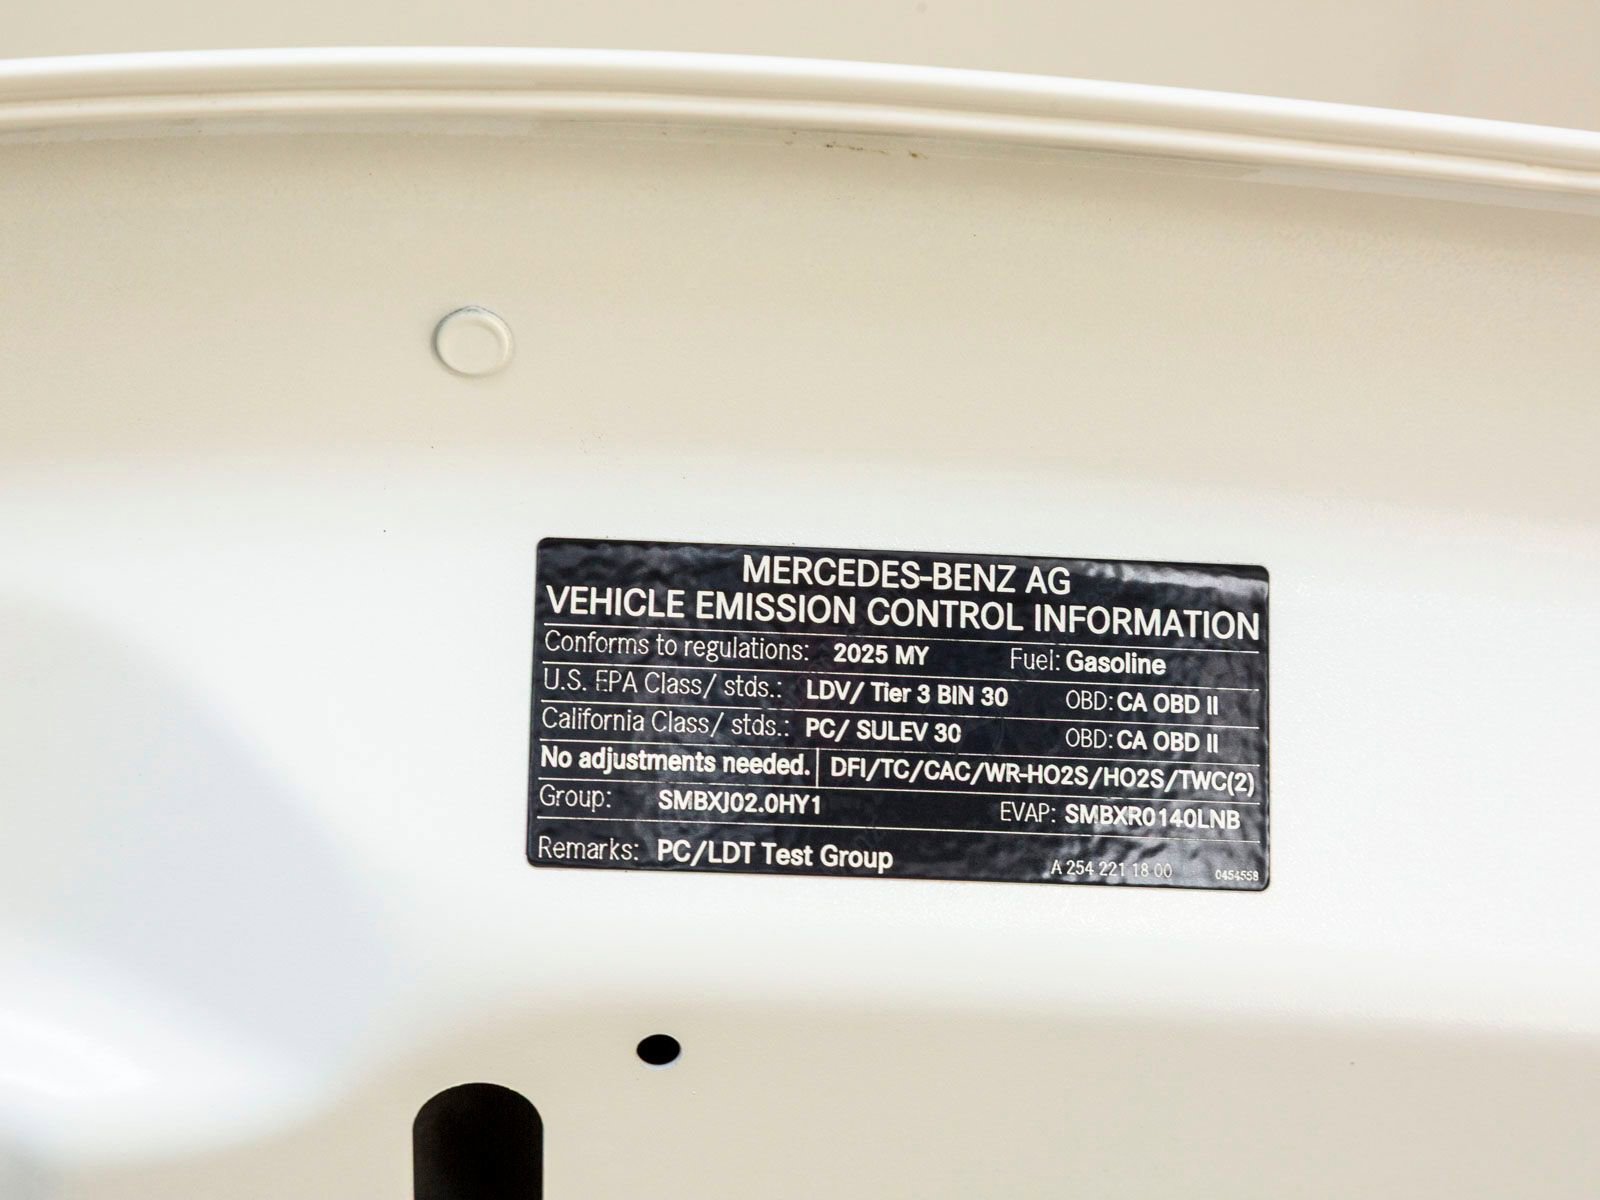 MERCEDES-BENZ AG
VEHICLE EMISSION CONTROL INFORMATION
Conforms to regulations: 2025 MY Fuel: Gasoline
U.S. EPA Class/ stds.: LDV/ Tier 3 BIN 30 OBD: CA OBD II
California Class/ stds.: PC/ SULEV 30 OBD: CA OBD II
No adjustments needed. DFI/TC/CAC/WR-HO2S/HO2S/TWC(2)
Group: SMBXJ02.0HY1 EVAP: SMBXR0140LNB
Remarks: PC/LDT Test Group A 254 221 18 00 0454558